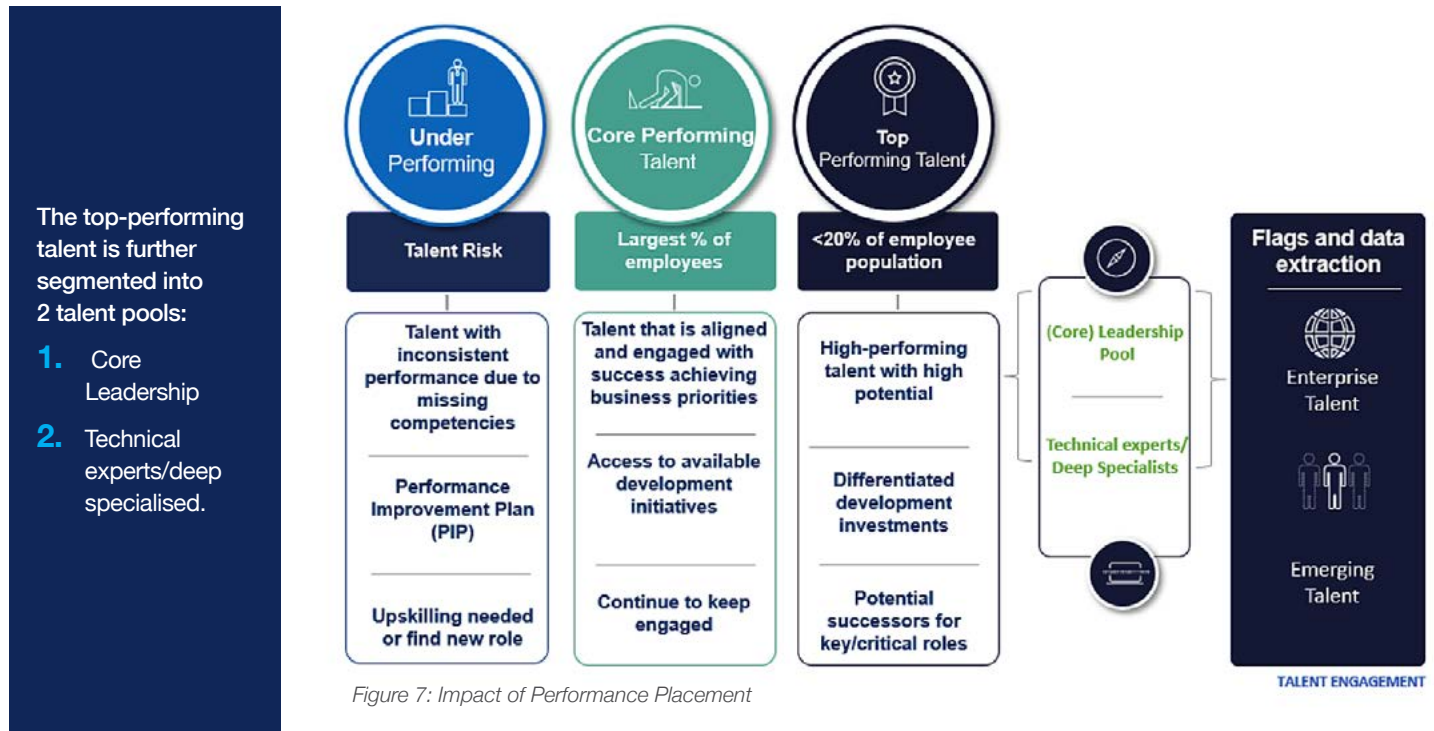 The top-performing
talent is further
segmented into
2 talent pools:
1. Core
Leadership
2. Technical
experts/deep
specialised.
Under
Performing
Talent Risk
Talent with
inconsistent
performance due to
missing
competencies
Performance
Improvement Plan
(PIP)
Upskilling needed
or find new role
Core Performing
Talent
Largest % of
employees
Talent that is aligned
and engaged with
success achieving
business priorities
Access to available
development
initiatives
Continue to keep
engaged
Top
Performing Talent
<20% of employee
population
High-performing
talent with high
potential
Differentiated
development
investments
Potential
successors for
key/critical roles
(Core) Leadership
Pool
Technical experts/
Deep Specialists
Flags and data
extraction
Enterprise
Talent
Emerging
Talent
TALENT ENGAGEMENT
Figure 7: Impact of Performance Placement